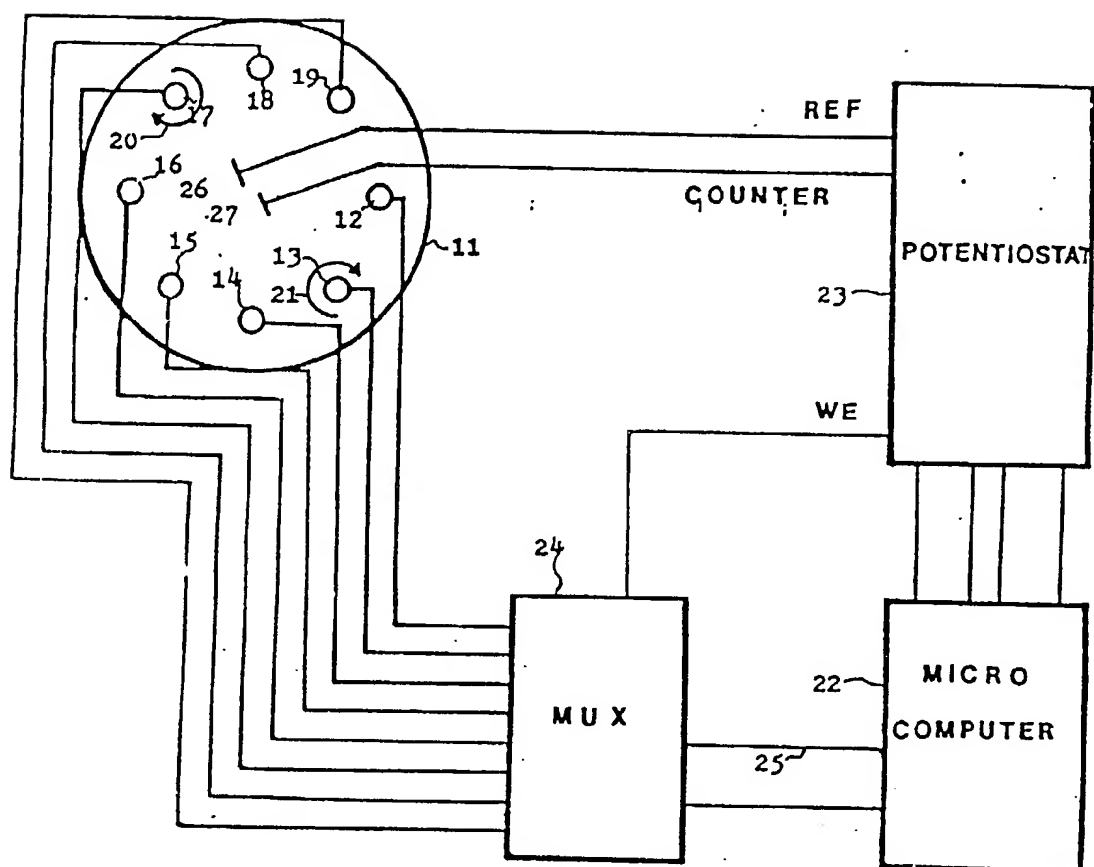 19
18
REF
17
20
16
26
COUNTER
27
12
11
POTENTIOSTAT
15
13
14
21
23
WE
24
22
MICRO
COMPUTER
MUX
25